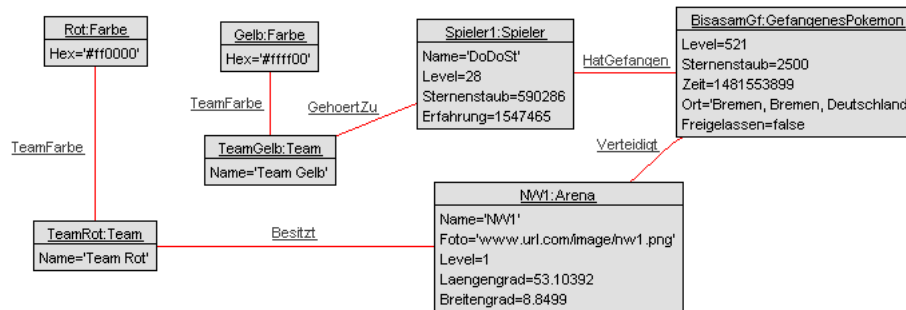 Rot:Farbe
Hex='#ff0000'
Gelb:Farbe
Hex='#ffff00'
Spieler1:Spieler
Name='DoDoSt'
Level=28
Sternenstaub=590286
Erfahrung=1547465
BisasamGf:GefangenesPokemon
Level=521
Sternenstaub=2500
Zeit=1481553899
Ort='Bremen, Bremen, Deutschland
Freigelassen=false
HatGefangen
TeamFarbe
GehoertZu
TeamFarbe
Verteidigt
TeamGelb:Team
Name='Team Gelb'
NW1:Arena
Name='NW1'
Foto='www.url.com/image/nw1.png'
Level=1
Laengengrad=53.10392
Breitengrad=8.8499
Besitzt
TeamRot:Team
Name='Team Rot'